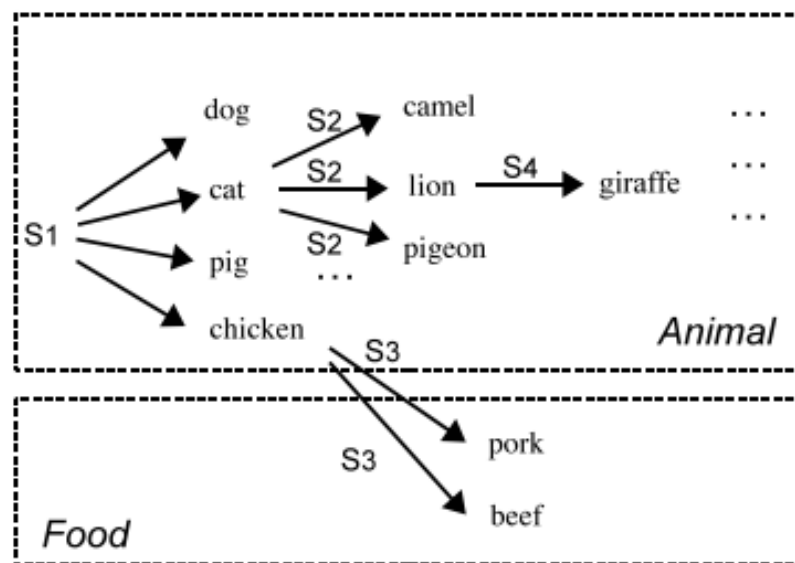 dog
S2
camel
...
S1
cat
S2
lion
S4
giraffe
...
pig
S2
pigeon
...
...
chicken
Animal
S3
S3
pork
beef
Food